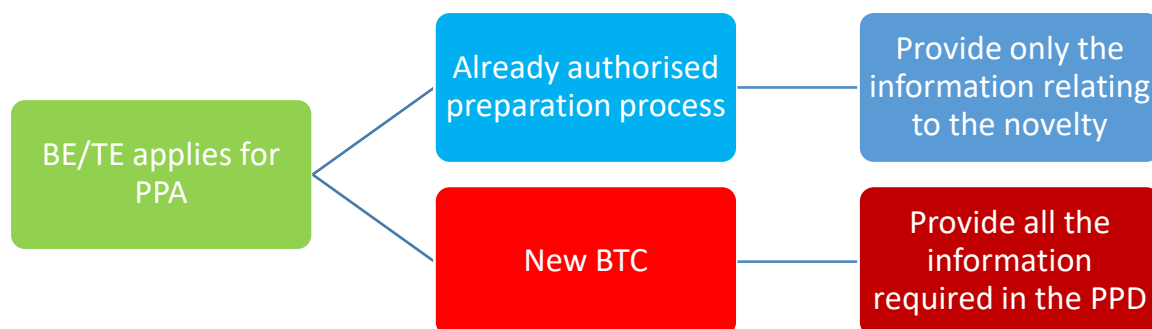 BE/TE applies for
PPA
Already authorised
preparation process
Provide only the
information relating
to the novelty
New BTC
Provide all the
information
required in the PPD